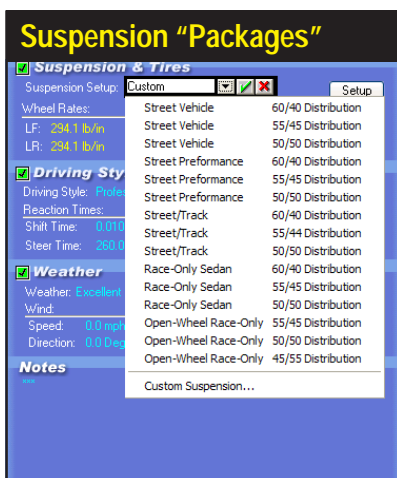 Suspension “Packages”
Suspension & Tires
Suspension Setup: Custom Setup
Wheel Rates:
LF: 294.1 lb/in
LR: 294.1 lb/in
Street Vehicle 60/40 Distribution
Street Vehicle 55/45 Distribution
Street Vehicle 50/50 Distribution
Street Preformance 60/40 Distribution
Street Preformance 55/45 Distribution
Street Preformance 50/50 Distribution
Street/Track 60/40 Distribution
Street/Track 55/44 Distribution
Street/Track 50/50 Distribution
Race-Only Sedan 60/40 Distribution
Race-Only Sedan 55/45 Distribution
Race-Only Sedan 50/50 Distribution
Open-Wheel Race-Only 55/45 Distribution
Open-Wheel Race-Only 50/50 Distribution
Open-Wheel Race-Only 45/55 Distribution
Custom Suspension...
Driving Sty
Driving Style: Profes
Reaction Times:
Shift Time: 0.010
Steer Time: 260.0
Weather
Weather: Excellent
Wind:
Speed: 0.0 mph
Direction: 0.0 Deg
Notes